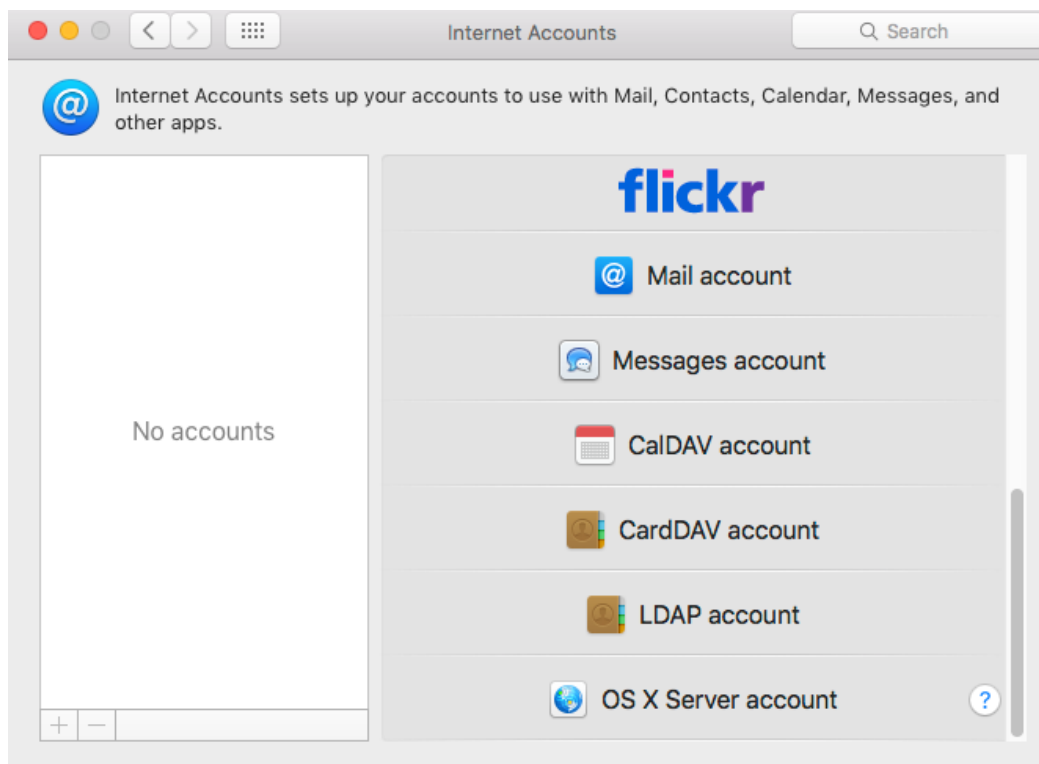 Internet Accounts
Search
Internet Accounts sets up your accounts to use with Mail, Contacts, Calendar, Messages, and
other apps.
No accounts
flickr
@ Mail account
Messages account
CalDAV account
CardDAV account
LDAP account
OS X Server account
?